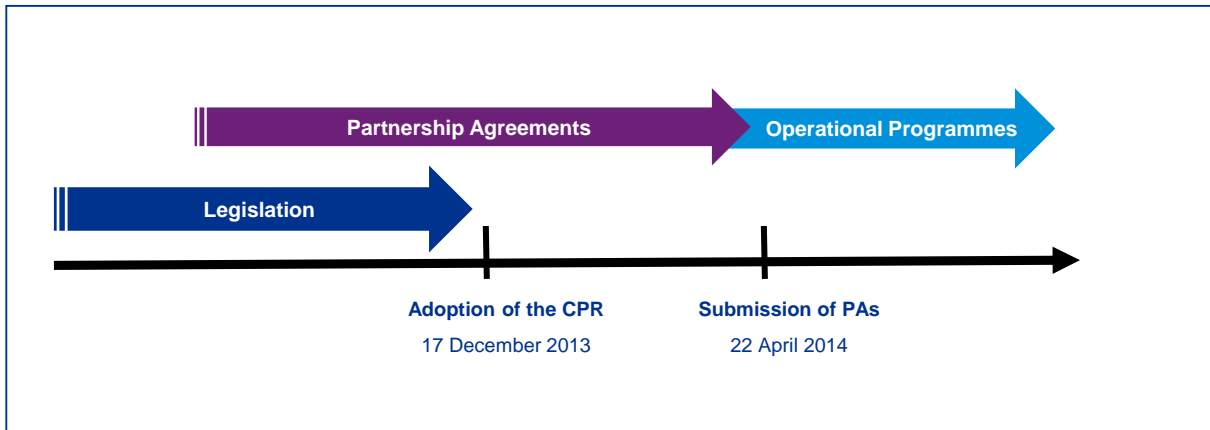 Partnership Agreements
Operational Programmes
Legislation
Adoption of the CPR
17 December 2013
Submission of PAs
22 April 2014